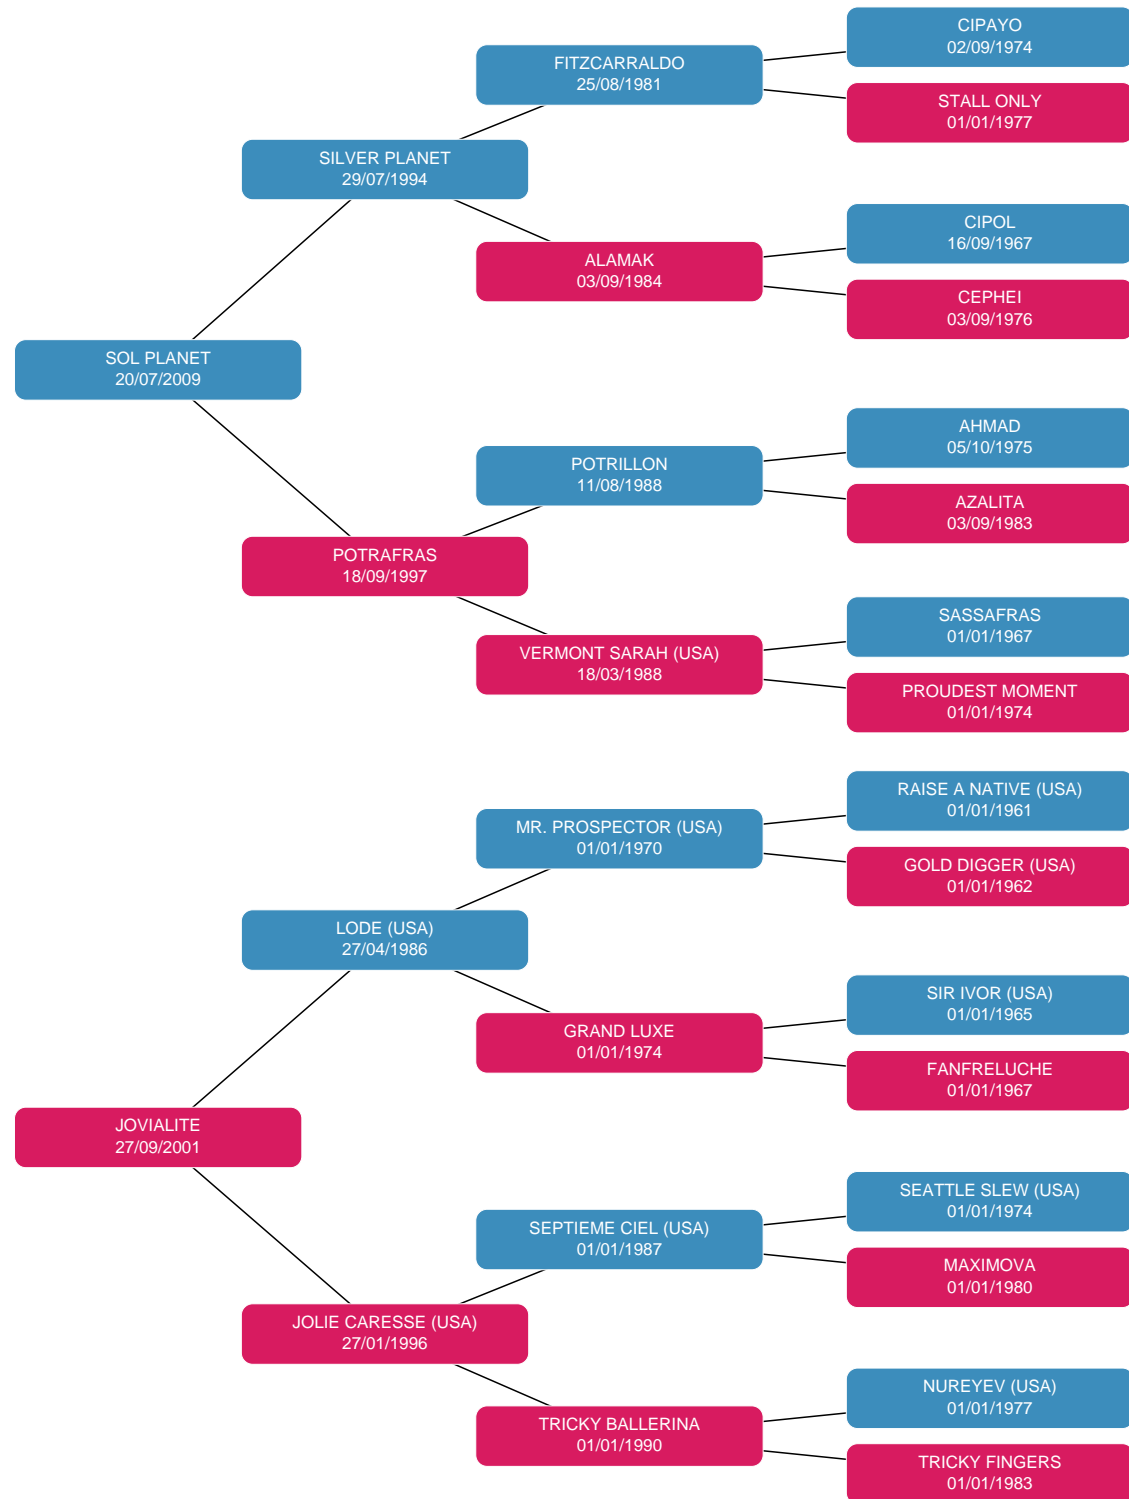 CIPAYO
02/09/1974
FITZCARRALDO
25/08/1981
STALL ONLY
01/01/1977
SILVER PLANET
29/07/1994
CIPOL
16/09/1967
ALAMAK
03/09/1984
CEPHEI
03/09/1976
SOL PLANET
20/07/2009
AHMAD
05/10/1975
POTRILLON
11/08/1988
AZALITA
03/09/1983
POTRAFRAS
18/09/1997
SASSAFRAS
01/01/1967
VERMONT SARAH (USA)
18/03/1988
PROUDEST MOMENT
01/01/1974
RAISE A NATIVE (USA)
01/01/1961
MR. PROSPECTOR (USA)
01/01/1970
GOLD DIGGER (USA)
01/01/1962
LODE (USA)
27/04/1986
SIR IVOR (USA)
01/01/1965
GRAND LUXE
01/01/1974
FANFRELUCHE
01/01/1967
JOVIALITE
27/09/2001
SEATTLE SLEW (USA)
01/01/1974
SEPTIEME CIEL (USA)
01/01/1987
MAXIMOVA
01/01/1980
JOLIE CARESSE (USA)
27/01/1996
NUREYEV (USA)
01/01/1977
TRICKY BALLERINA
01/01/1990
TRICKY FINGERS
01/01/1983